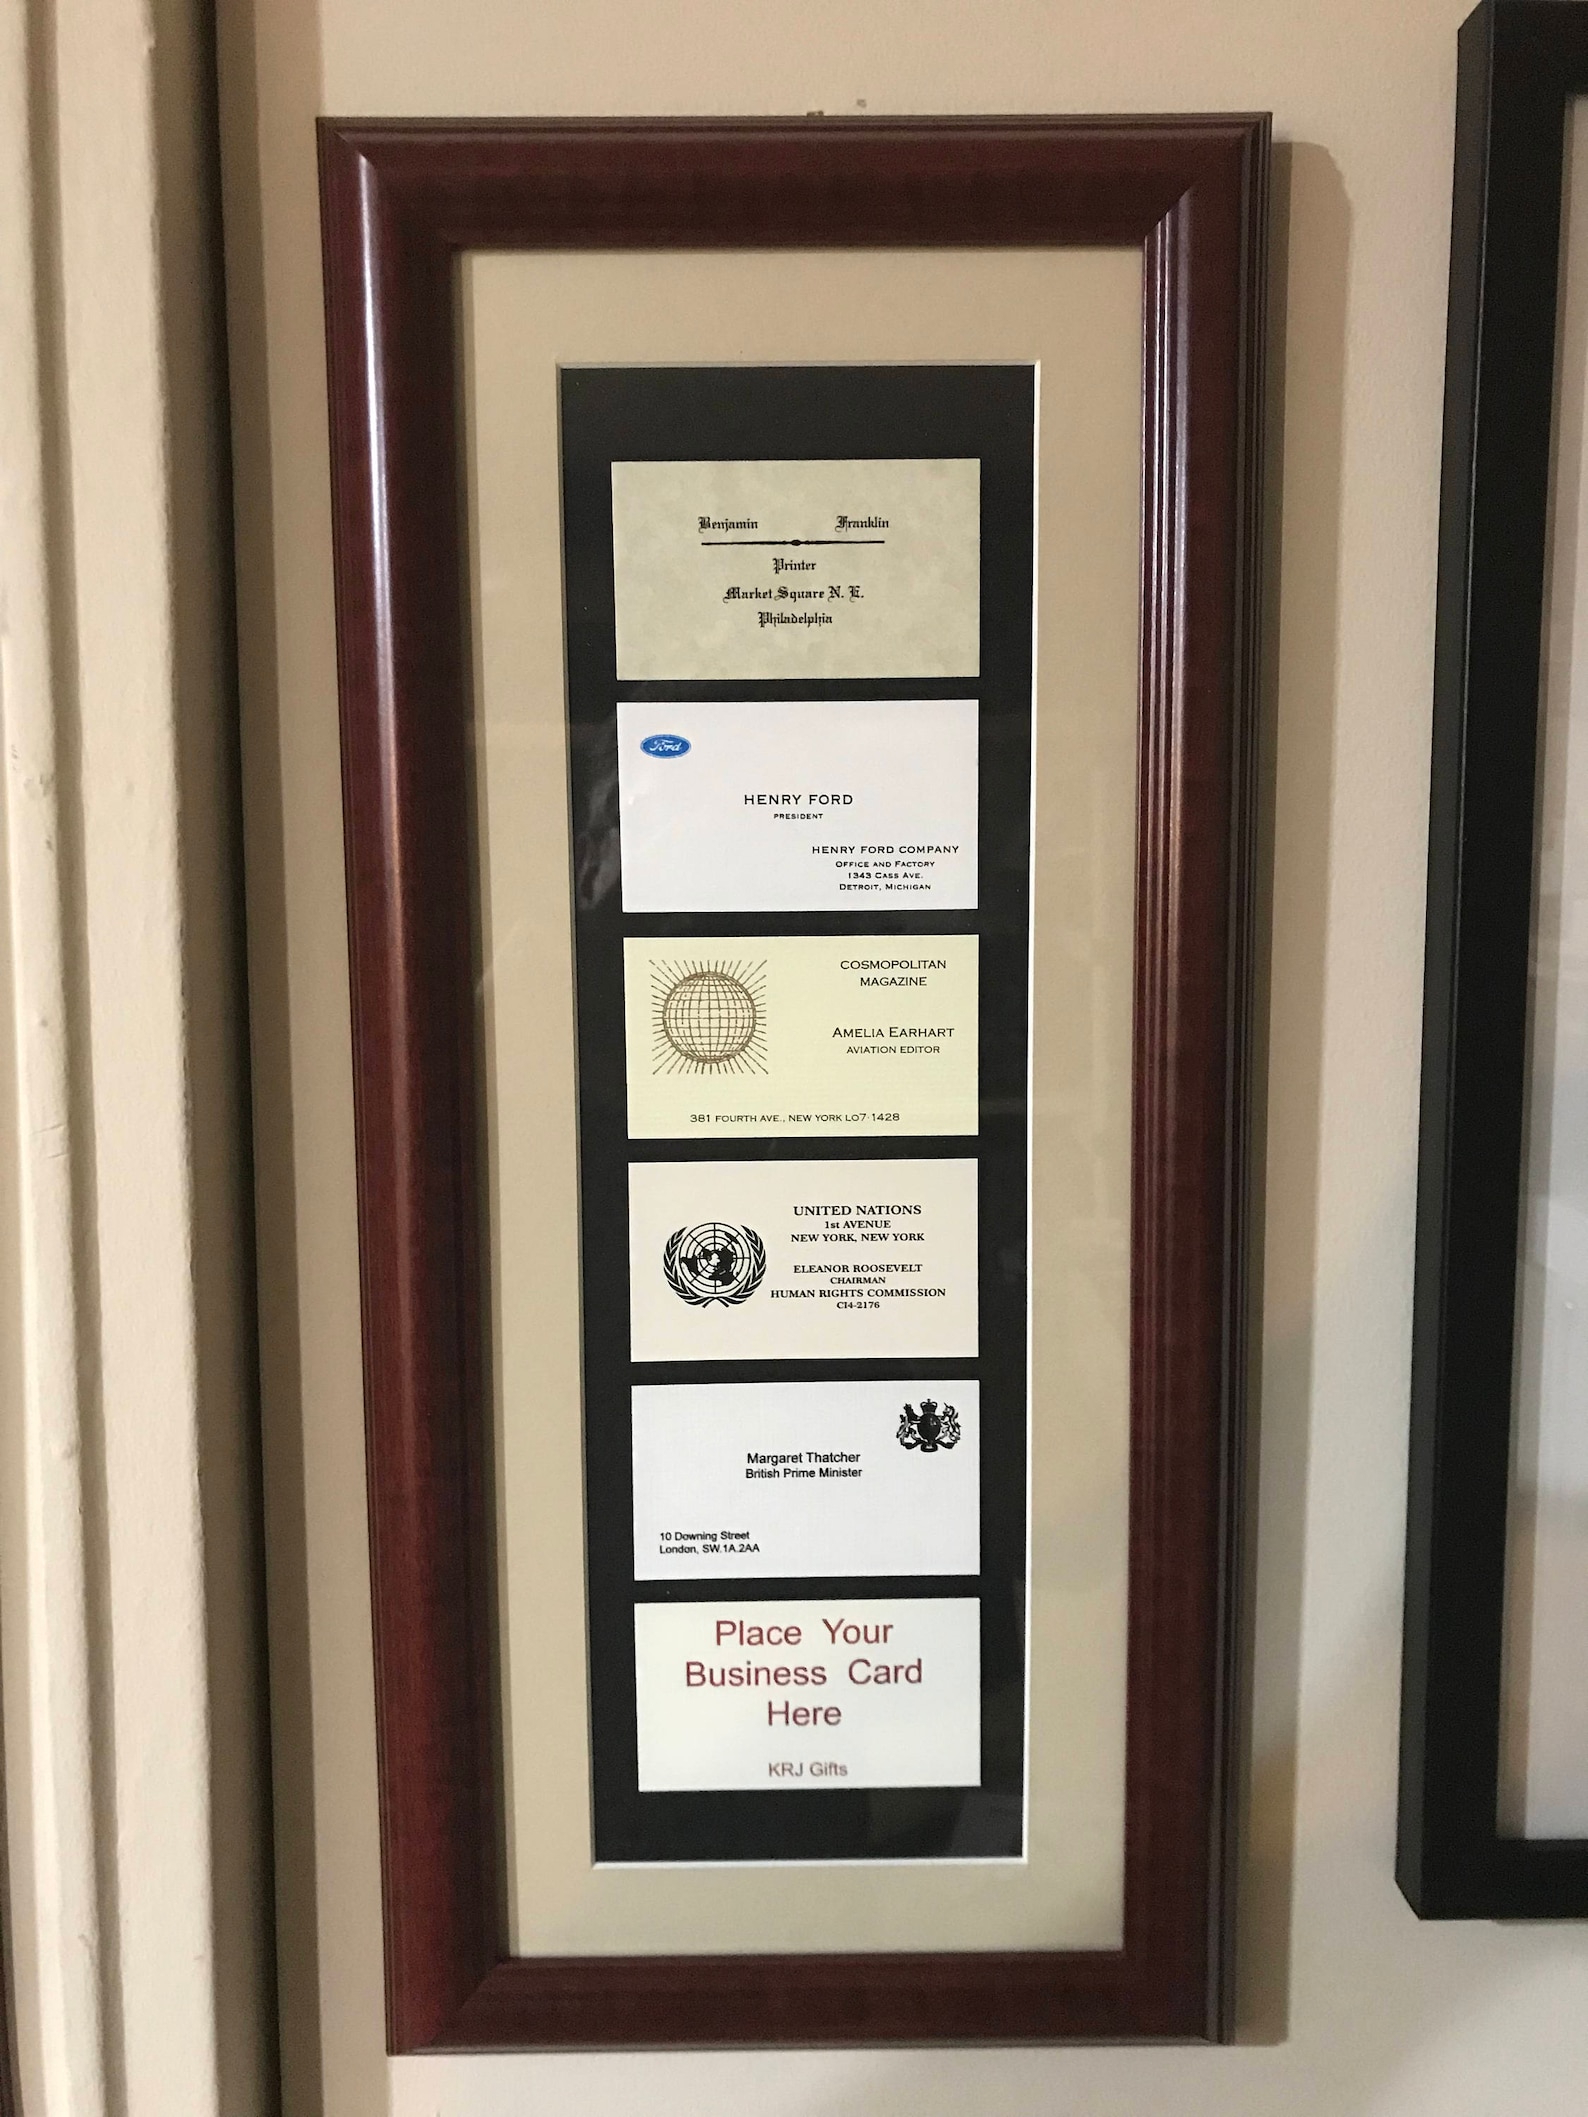 Benjamin Franklin
Printer
Market Square N. E.
Philadelphia
Ford
HENRY FORD
PRESIDENT
HENRY FORD COMPANY
OFFICE AND FACTORY
1343 CASS AVE.
DETROIT, MICHIGAN
COSMOPOLITAN
MAGAZINE
AMELIA EARHART
AVIATION EDITOR
381 FOURTH AVE., NEW YORK LO7·1428
UNITED NATIONS
1st AVENUE
NEW YORK, NEW YORK
ELEANOR ROOSEVELT
CHAIRMAN
HUMAN RIGHTS COMMISSION
CI4-2176
Margaret Thatcher
British Prime Minister
10 Downing Street
London, SW.1A.2AA
Place Your
Business Card
Here
KRJ Gifts